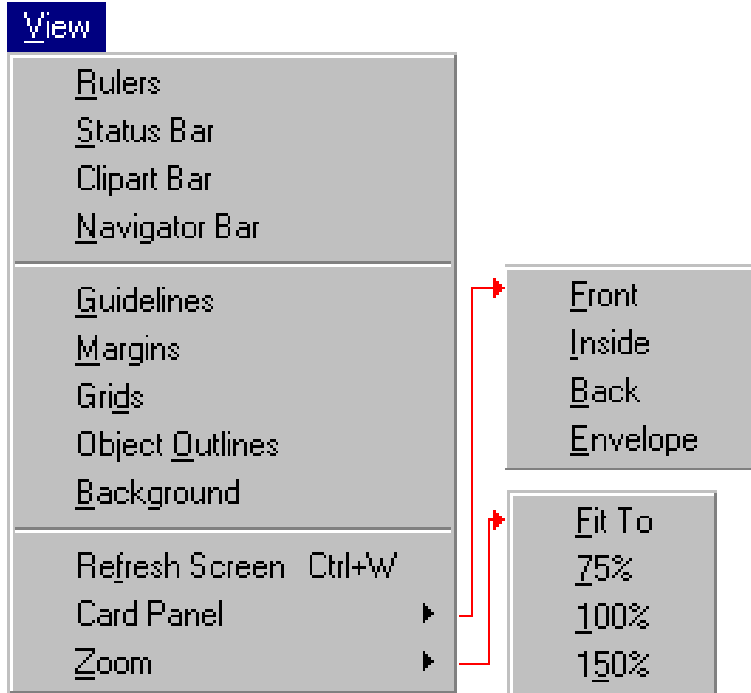 View
Rulers
Status Bar
Clipart Bar
Navigator Bar
Guidelines
Margins
Grids
Object Outlines
Background
Refresh Screen Ctrl+W
Card Panel
Zoom
Front
Inside
Back
Envelope
Fit To
75%
100%
150%